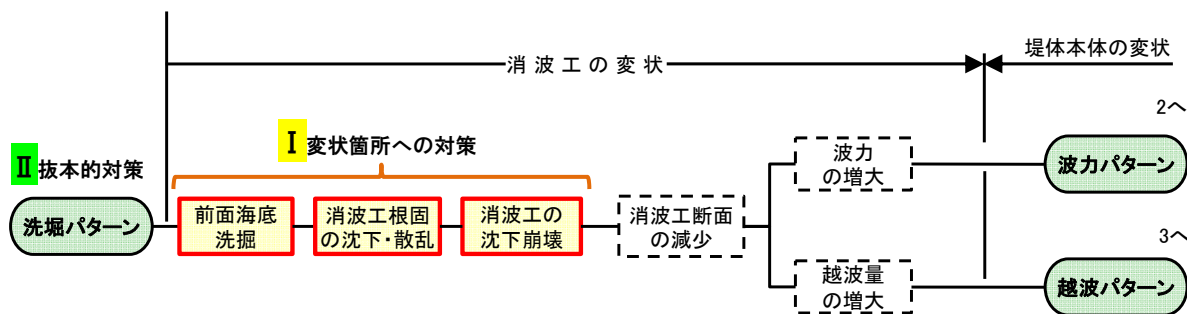 堤体本体の変状
消波工の変状
2へ
Ⅰ 変状箇所への対策
Ⅱ 抜本的対策
波力
の増大
波力パターン
洗堀パターン
前面海底
洗掘
消波工根固
の沈下・散乱
消波工の
沈下崩壊
消波工断面
の減少
3へ
越波量
の増大
越波パターン